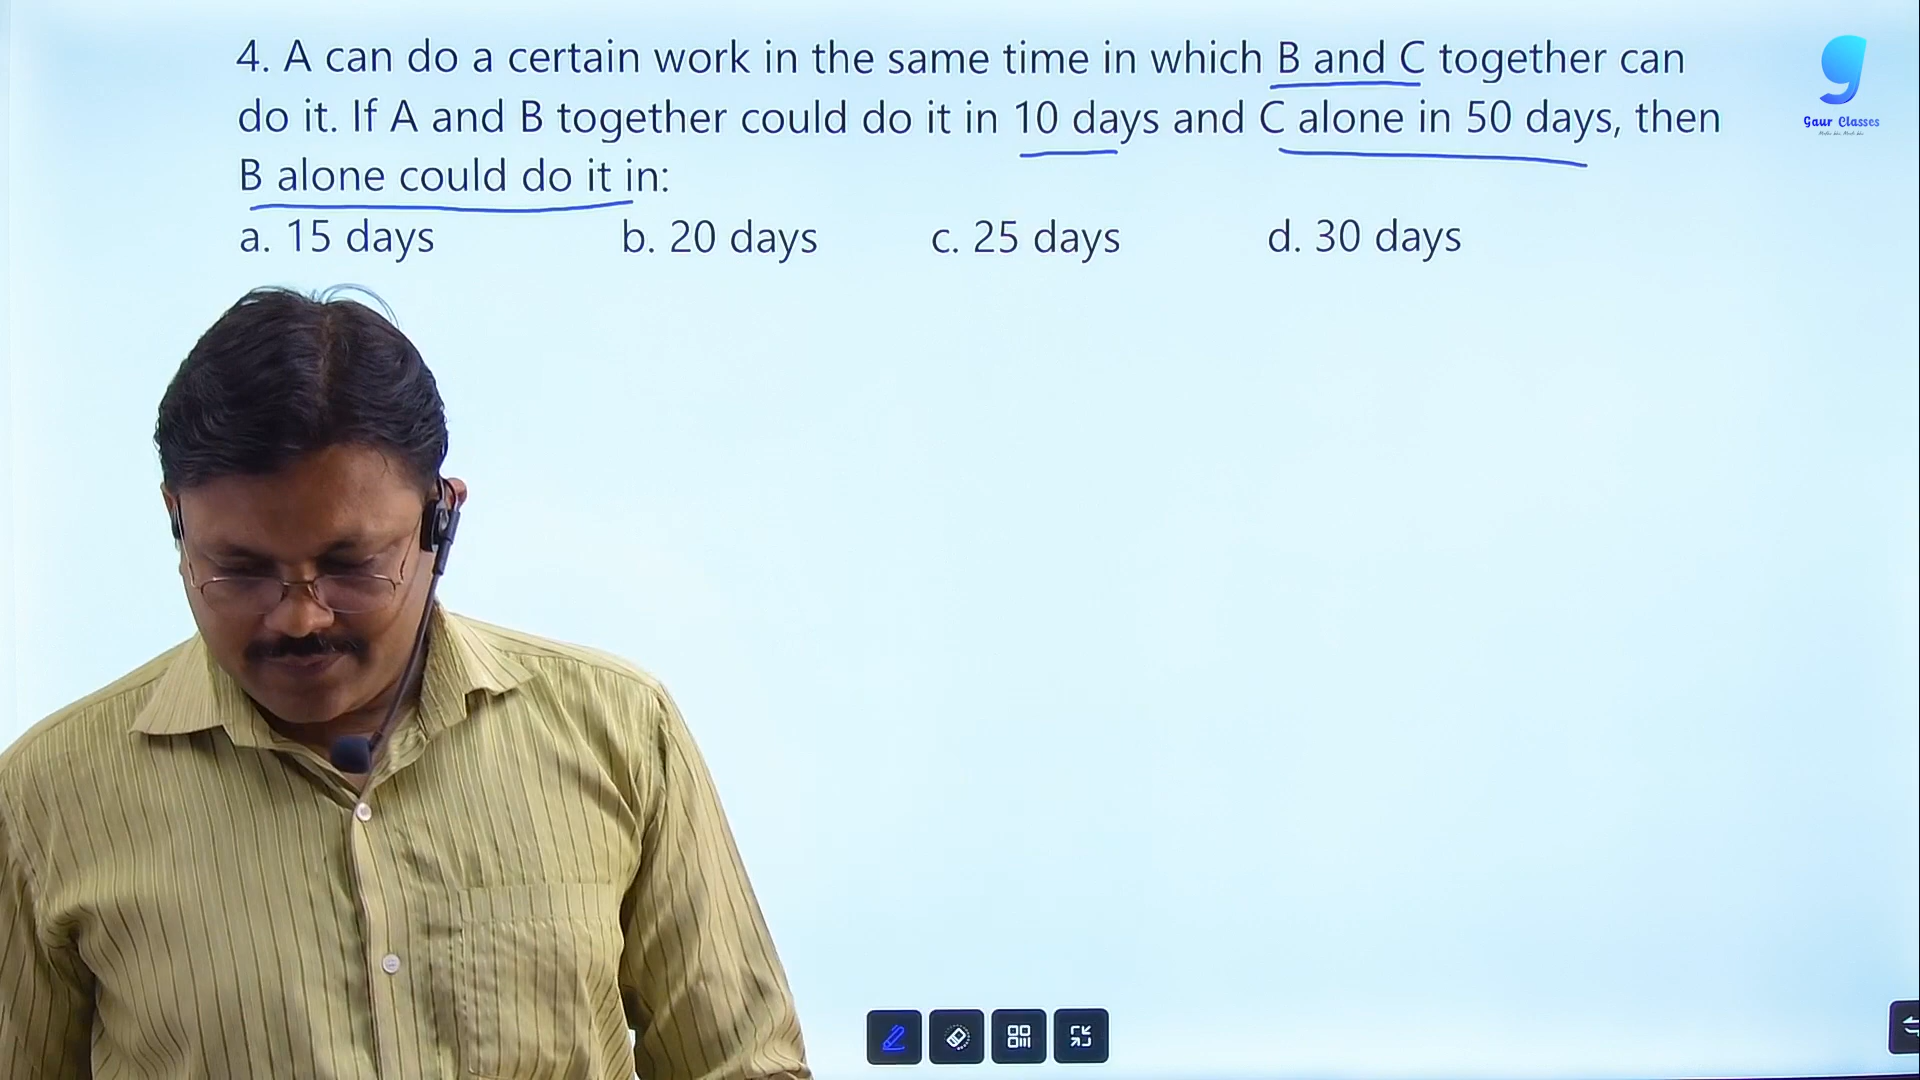 4. A can do a certain work in the same time in which B and C together can
do it. If A and B together could do it in 10 days and C alone in 50 days, then
B alone could do it in:
a. 15 days b. 20 days c. 25 days d. 30 days
g
Gaur Classes